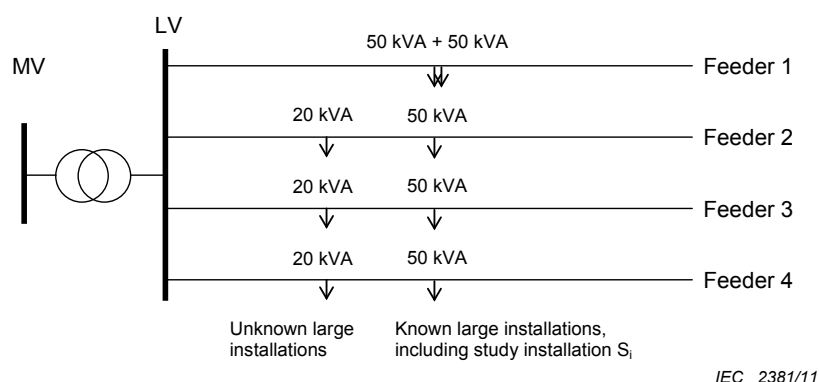 LV
MV
50 kVA + 50 kVA
Feeder 1
20 kVA
50 kVA
Feeder 2
20 kVA
50 kVA
Feeder 3
20 kVA
50 kVA
Feeder 4
Unknown large
installations
Known large installations,
including study installation Si
IEC 2381/11